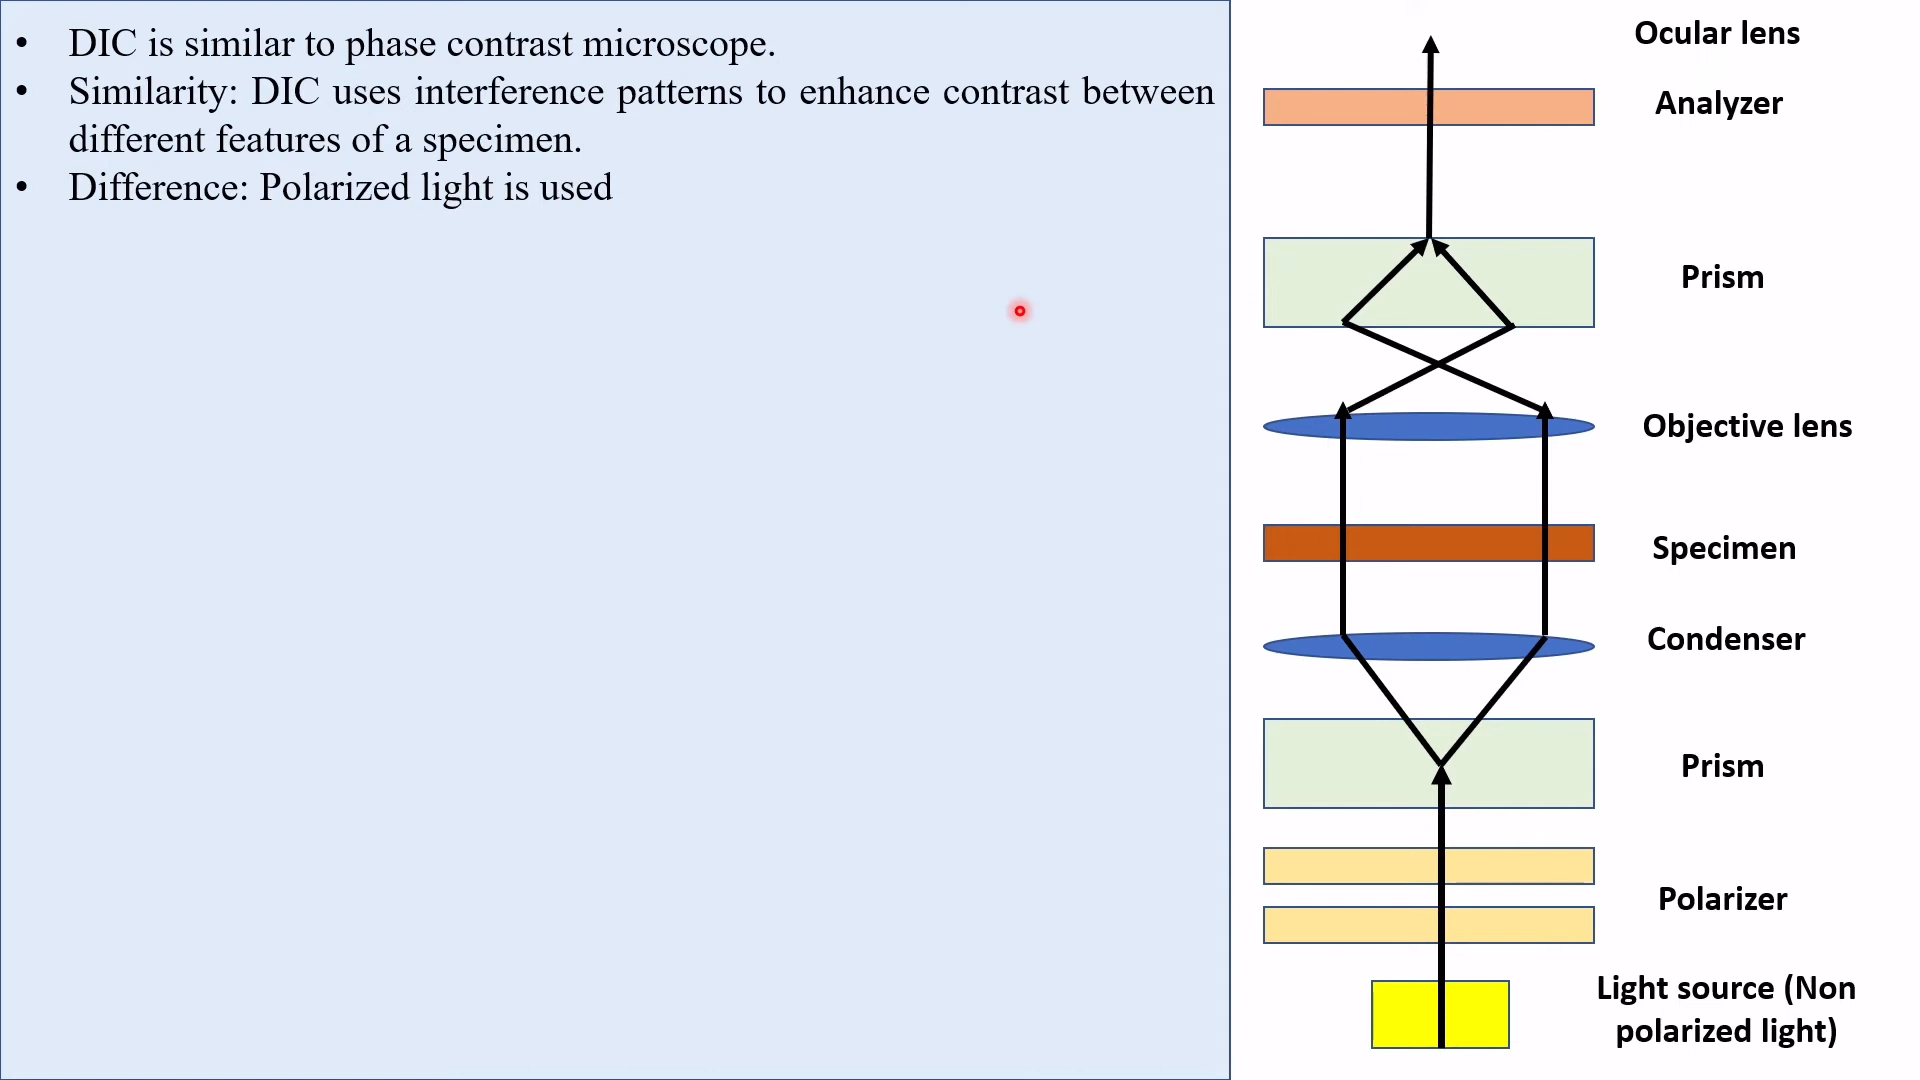 • DIC is similar to phase contrast microscope.
• Similarity: DIC uses interference patterns to enhance contrast between
different features of a specimen.
• Difference: Polarized light is used
Ocular lens
Analyzer
Prism
Objective lens
Specimen
Condenser
Prism
Polarizer
Light source (Non
polarized light)